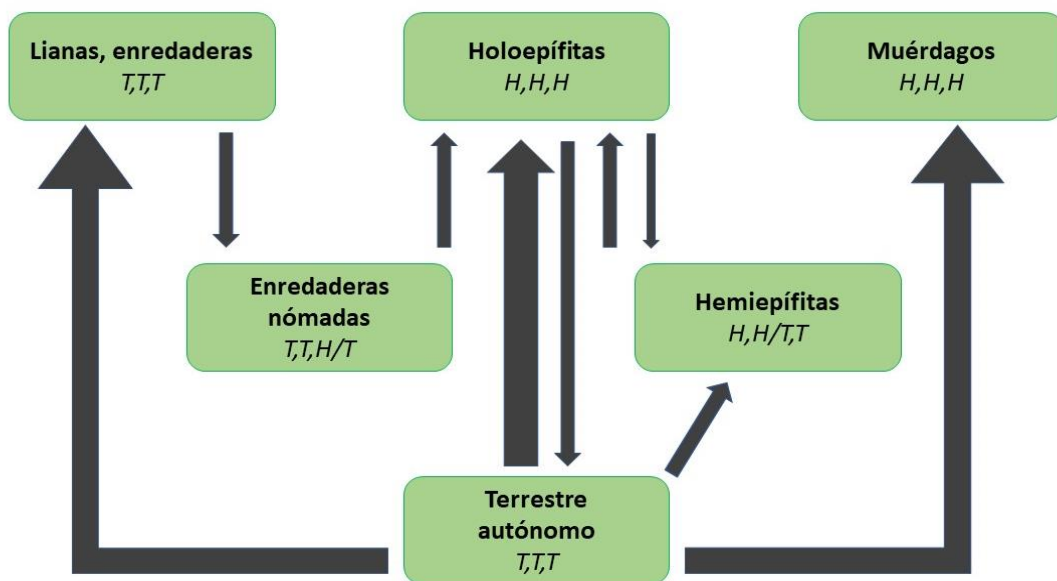 Lianas, enredaderas
T,T,T
Holoepífitas
H,H,H
Muérdagos
H,H,H
Enredaderas
nómadas
T,T,H/T
Hemiepífitas
H,H/T,T
Terrestre
autónomo
T,T,T